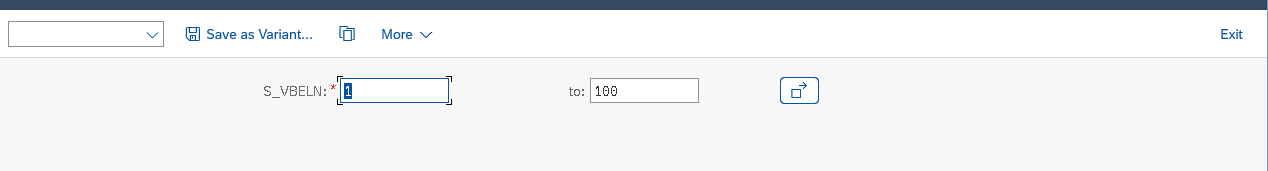 Save as Variant... More Exit
S_VBELN: * 1 to: 100